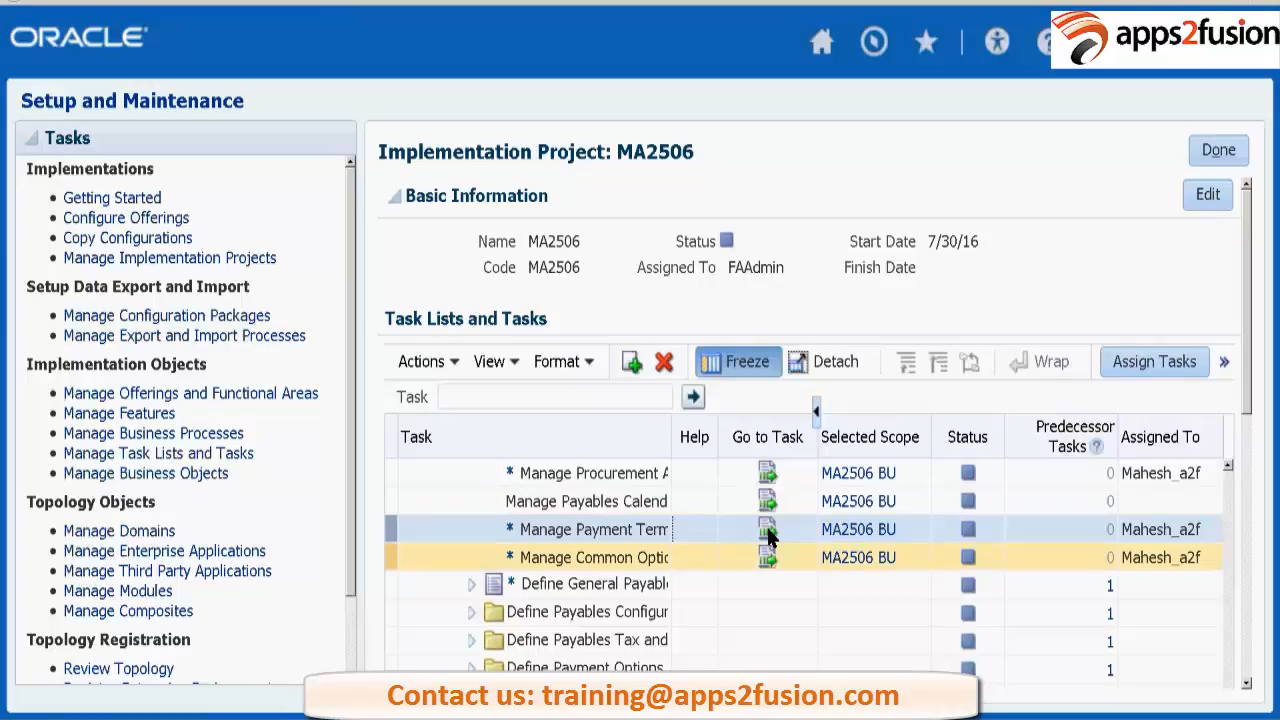 ORACLE
apps2fusion
Setup and Maintenance
Tasks
Implementations
Getting Started
Configure Offerings
Copy Configurations
Manage Implementation Projects
Setup Data Export and Import
Manage Configuration Packages
Manage Export and Import Processes
Implementation Objects
Manage Offerings and Functional Areas
Manage Features
Manage Business Processes
Manage Task Lists and Tasks
Manage Business Objects
Topology Objects
Manage Domains
Manage Enterprise Applications
Manage Third Party Applications
Manage Modules
Manage Composites
Topology Registration
Review Topology
Implementation Project: MA2506
Done
Basic Information
Edit
Name MA2506 Status Start Date 7/30/16
Code MA2506 Assigned To FAAdmin Finish Date
Task Lists and Tasks
Actions View Format Freeze Detach Wrap Assign Tasks »
Task
Task Help Go to Task Selected Scope Status Predecessor Tasks ? Assigned To
* Manage Procurement A MA2506 BU 0 Mahesh_a2f
Manage Payables Calend MA2506 BU 0
* Manage Payment Term MA2506 BU 0 Mahesh_a2f
* Manage Common Optio MA2506 BU 0 Mahesh_a2f
* Define General Payable 1
Define Payables Configur 1
Define Payables Tax and 1
Define Payment Options 1
Contact us: training@apps2fusion.com